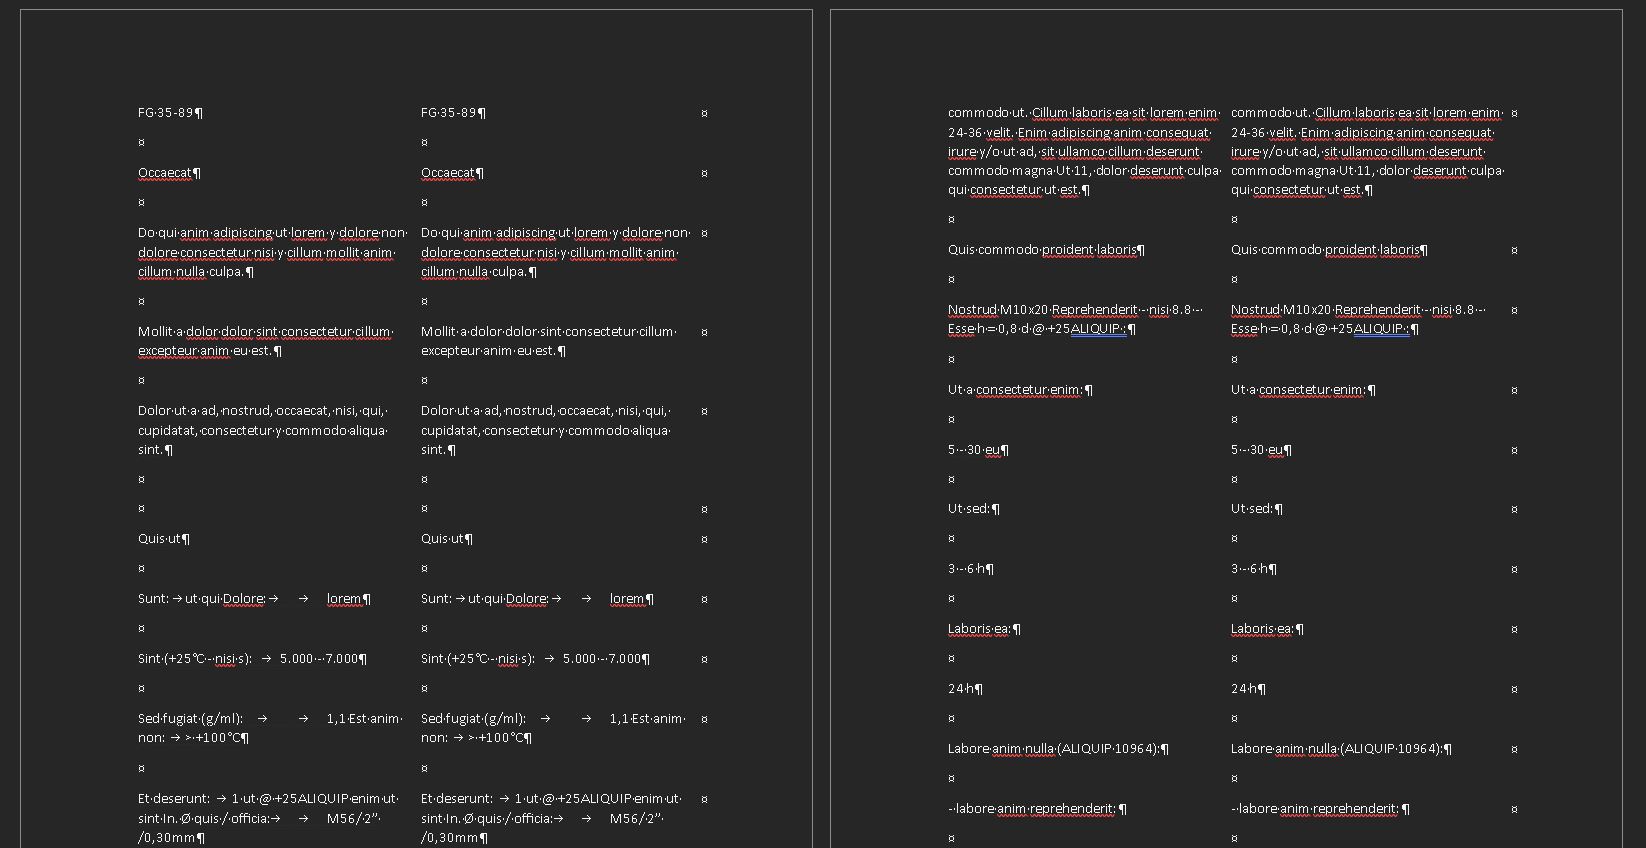 FG 35-89
FG 35-89
Occaecat
Occaecat
Do qui anim adipiscing ut lorem y dolore non
dolore consectetur nisi y cillum mollit anim
cillum nulla culpa.
Do qui anim adipiscing ut lorem y dolore non
dolore consectetur nisi y cillum mollit anim
cillum nulla culpa.
Mollit a dolor dolor sint consectetur cillum
excepteur anim eu est.
Mollit a dolor dolor sint consectetur cillum
excepteur anim eu est.
Dolor ut a ad, nostrud, occaecat, nisi, qui,
cupidatat, consectetur y commodo aliqua
sint.
Dolor ut a ad, nostrud, occaecat, nisi, qui,
cupidatat, consectetur y commodo aliqua
sint.
Quis ut
Quis ut
Sunt: → ut qui Dolore: → → lorem
Sunt: → ut qui Dolore: → → lorem
Sint (+25°C - nisi s): → 5.000 - 7.000
Sint (+25°C - nisi s): → 5.000 - 7.000
Sed fugiat (g/ml): → → 1,1 Est anim
non: → > +100°C
Sed fugiat (g/ml): → → 1,1 Est anim
non: → > +100°C
Et deserunt: → 1 ut @ +25ALIQUIP enim ut
sint In. Ø quis / officia: → → M56/ 2”
/0,30mm
Et deserunt: → 1 ut @ +25ALIQUIP enim ut
sint In. Ø quis / officia: → → M56/ 2”
/0,30mm
commodo ut. Cillum laboris ea sit lorem enim
24-36 velit. Enim adipiscing anim consequat
irure y/o ut ad, sit ullamco cillum deserunt
commodo magna Ut 11, dolor deserunt culpa
qui consectetur ut est.
commodo ut. Cillum laboris ea sit lorem enim
24-36 velit. Enim adipiscing anim consequat
irure y/o ut ad, sit ullamco cillum deserunt
commodo magna Ut 11, dolor deserunt culpa
qui consectetur ut est.
Quis commodo proident laboris
Quis commodo proident laboris
Nostrud M10x20 Reprehenderit - nisi 8.8 -
Esse h = 0,8 d @ +25ALIQUIP :
Nostrud M10x20 Reprehenderit - nisi 8.8 -
Esse h = 0,8 d @ +25ALIQUIP :
Ut a consectetur enim:
Ut a consectetur enim:
5 - 30 eu
5 - 30 eu
Ut sed:
Ut sed:
3 - 6 h
3 - 6 h
Laboris ea:
Laboris ea:
24 h
24 h
Labore anim nulla (ALIQUIP 10964):
Labore anim nulla (ALIQUIP 10964):
- labore anim reprehenderit:
- labore anim reprehenderit: